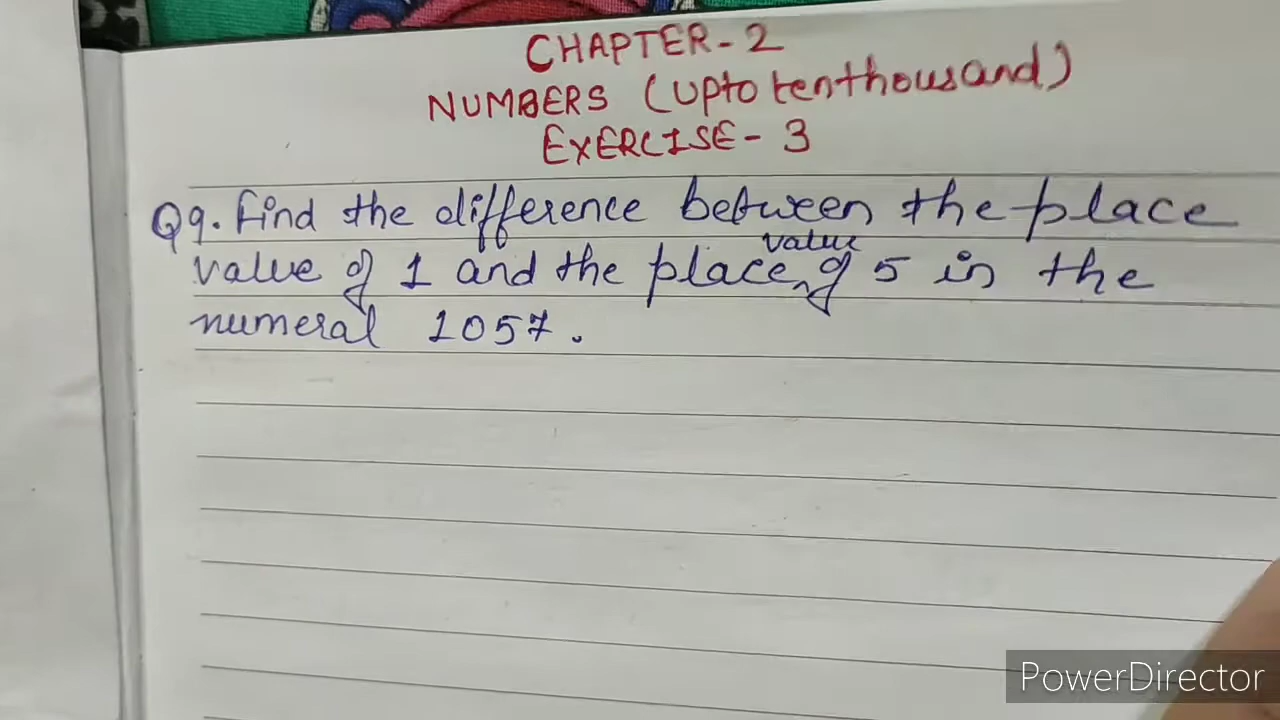 CHAPTER-2
NUMBERS (Upto tenthousand)
EXERCISE-3
Q9. Find the difference between the place
value of 1 and the place value of 5 in the
numeral 1057.
PowerDirector